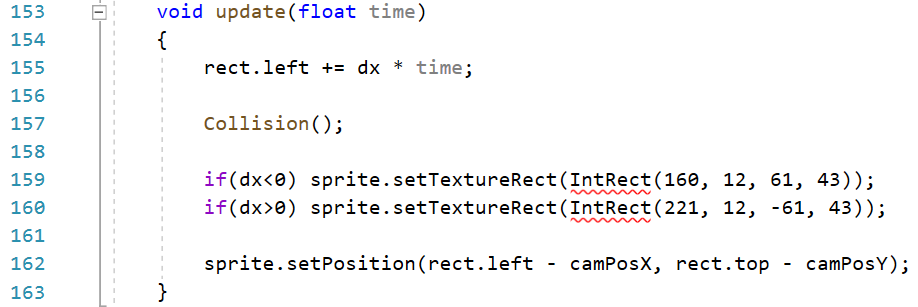 153 void update(float time)
154 {
155 rect.left += dx * time;
156
157 Collision();
158
159 if(dx<0) sprite.setTextureRect(IntRect(160, 12, 61, 43));
160 if(dx>0) sprite.setTextureRect(IntRect(221, 12, -61, 43));
161
162 sprite.setPosition(rect.left - camPosX, rect.top - camPosY);
163 }